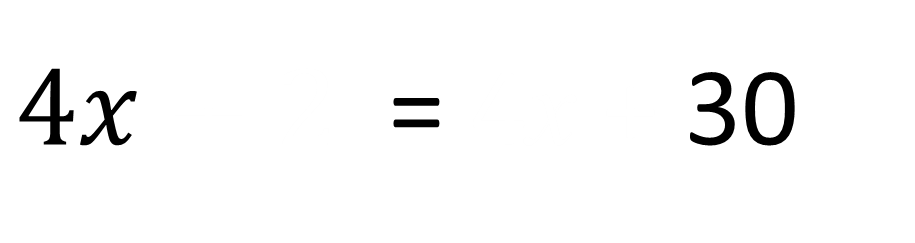 4x = 30